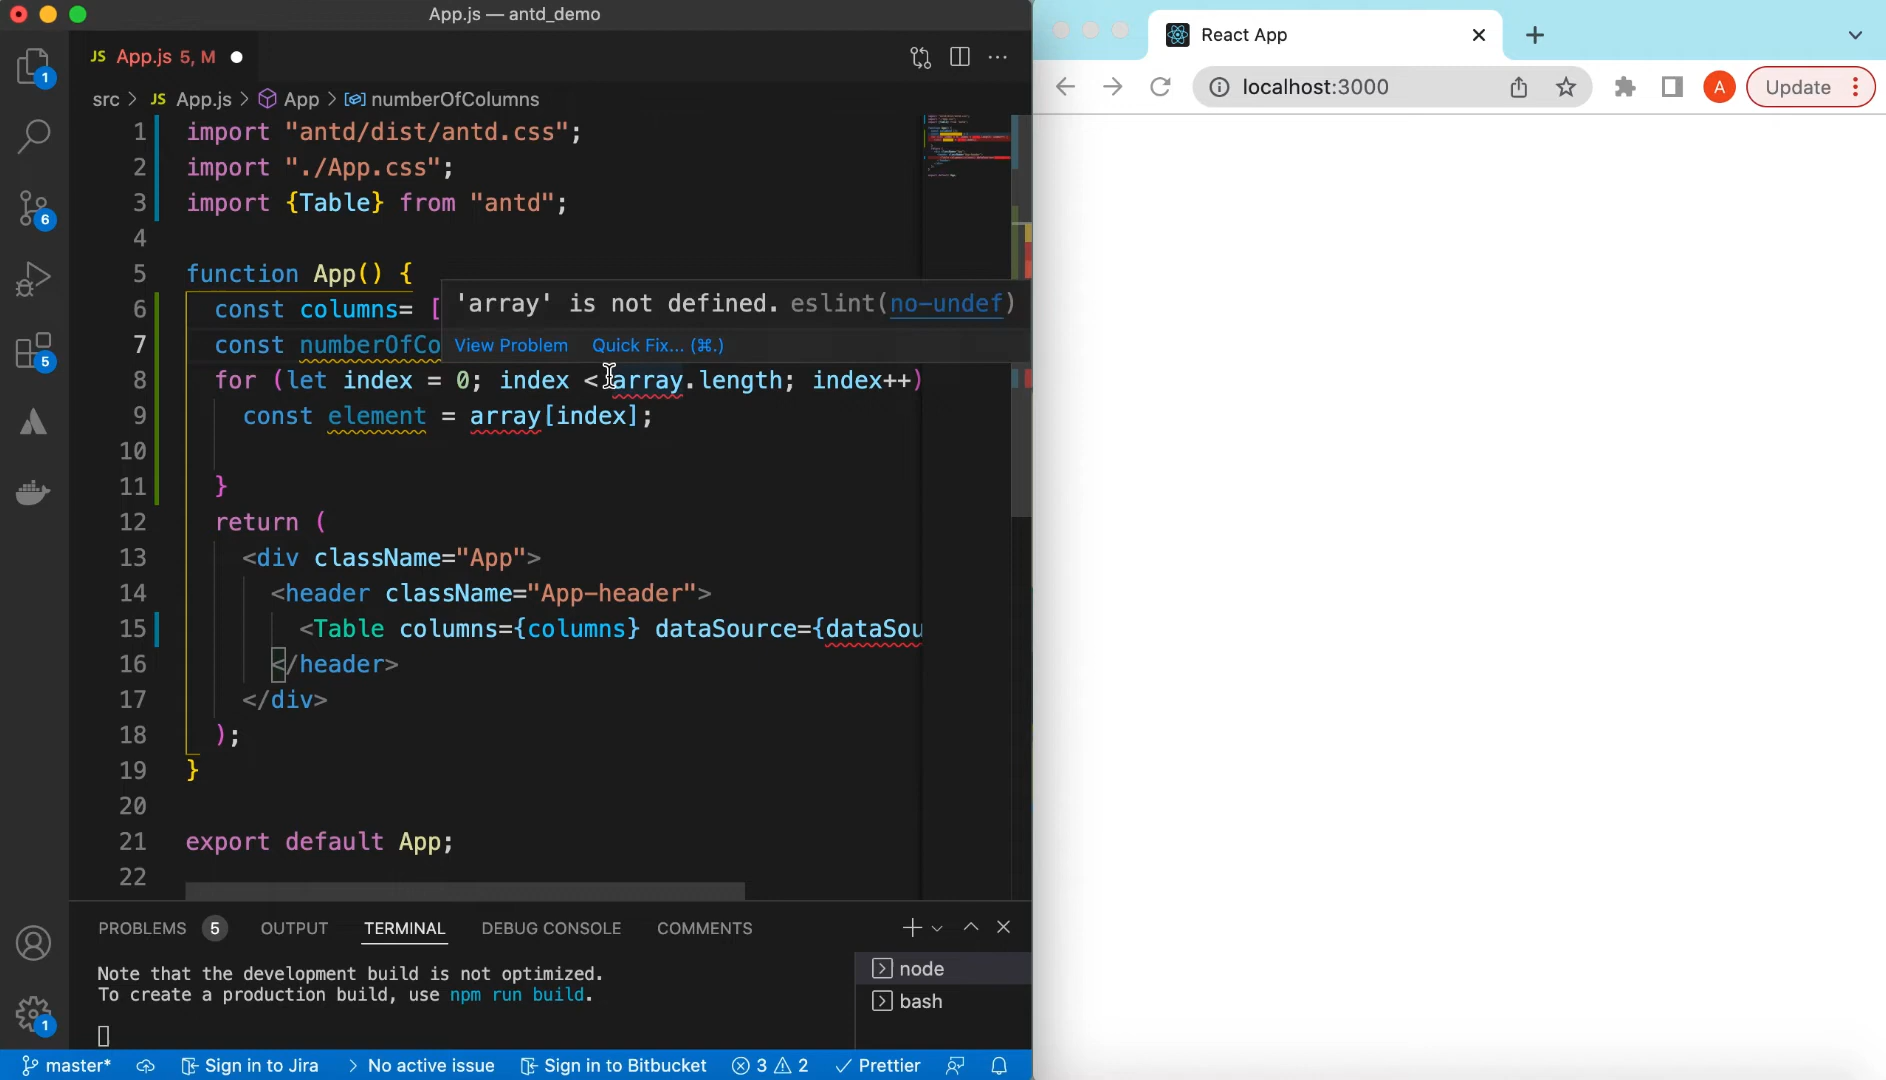 App.js — antd_demo
JS App.js 5, M
src > JS App.js > App > numberOfColumns
1 import "antd/dist/antd.css";
2 import "./App.css";
3 import {Table} from "antd";
4
5 function App() {
6 const columns= [
'array' is not defined. eslint(no-undef)
7 const numberOfCo
View Problem Quick Fix... (⌘.)
8 for (let index = 0; index < array.length; index++)
9 const element = array[index];
10
11 }
12 return (
13 <div className="App">
14 <header className="App-header">
15 <Table columns={columns} dataSource={dataSou
16 </header>
17 </div>
18 );
19 }
20
21 export default App;
22
PROBLEMS 5 OUTPUT TERMINAL DEBUG CONSOLE COMMENTS
Note that the development build is not optimized.
To create a production build, use npm run build.
node
bash
1
6
5
1
master* Sign in to Jira > No active issue Sign in to Bitbucket 3 2 Prettier
React App
localhost:3000
A
Update